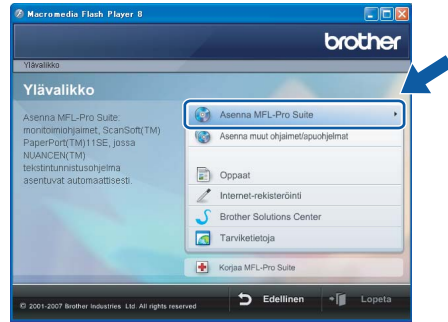 Macromedia Flash Player 8
brother
Ylävalikko
Ylävalikko
Asenna MFL-Pro Suite:
monitoimiohjaimet, ScanSoft(TM)
PaperPort(TM)11SE, jossa
NUANCEN(TM)
tekstintunnistusohjelma
asentuvat automaattisesti.
Asenna MFL-Pro Suite
Asenna muut ohjaimet/apuohjelmat
Oppaat
Internet-rekisteröinti
Brother Solutions Center
Tarviketietoja
Korjaa MFL-Pro Suite
© 2001-2007 Brother Industries Ltd. All rights reserved
Edellinen
Lopeta